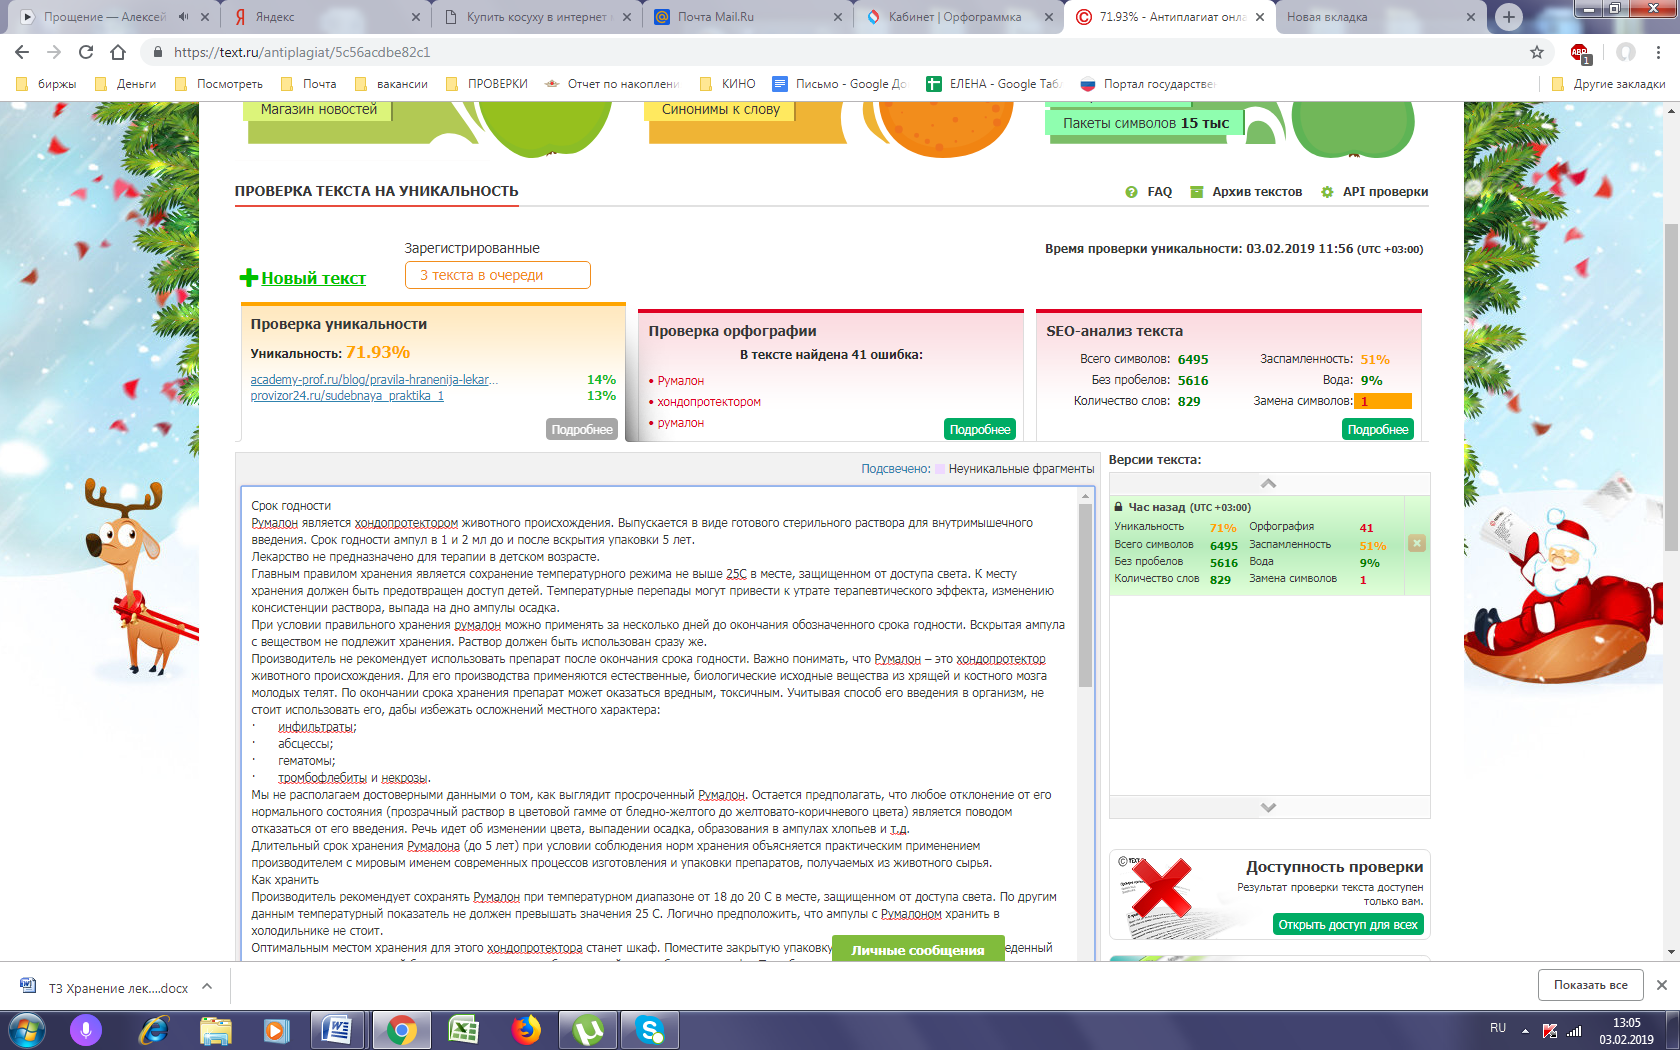 Прощение — Алексей
Яндекс
Купить косуху в интернет
Почта Mail.Ru
Кабинет | Орфограммка
71.93% - Антиплагиат онла
Новая вкладка
https://text.ru/antiplagiat/5c56acdbe82c1
ABP
1
биржы
Деньги
Посмотреть
Почта
вакансии
ПРОВЕРКИ
Отчет по накоплени
КИНО
Письмо - Google До
ЕЛЕНА - Google Табл
Портал государствен
Другие закладки
Магазин новостей
Синонимы к слову
Пакеты символов 15 тыс
ПРОВЕРКА ТЕКСТА НА УНИКАЛЬНОСТЬ
FAQ
Архив текстов
API проверки
Зарегистрированные
Время проверки уникальности: 03.02.2019 11:56 (UTC +03:00)
Новый текст
3 текста в очереди
Проверка уникальности
Уникальность: 71.93%
academy-prof.ru/blog/pravila-hranenija-lekar... 14%
provizor24.ru/sudebnaya_praktika_1 13%
Подробнее
Проверка орфографии
В тексте найдена 41 ошибка:
• Румалон
• хондопротектором
• румалон
Подробнее
SEO-анализ текста
Всего символов: 6495 Заспамленность: 51%
Без пробелов: 5616 Вода: 9%
Количество слов: 829 Замена символов: 1
Подробнее
Подсвечено: Неуникальные фрагменты
Срок годности
Румалон является хондопротектором животного происхождения. Выпускается в виде готового стерильного раствора для внутримышечного
введения. Срок годности ампул в 1 и 2 мл до и после вскрытия упаковки 5 лет.
Лекарство не предназначено для терапии в детском возрасте.
Главным правилом хранения является сохранение температурного режима не выше 25С в месте, защищенном от доступа света. К месту
хранения должен быть предотвращен доступ детей. Температурные перепады могут привести к утрате терапевтического эффекта, изменению
консистенции раствора, выпада на дно ампулы осадка.
При условии правильного хранения румалон можно применять за несколько дней до окончания обозначенного срока годности. Вскрытая ампула
с веществом не подлежит хранения. Раствор должен быть использован сразу же.
Производитель не рекомендует использовать препарат после окончания срока годности. Важно понимать, что Румалон – это хондопротектор
животного происхождения. Для его производства применяются естественные, биологические исходные вещества из хрящей и костного мозга
молодых телят. По окончании срока хранения препарат может оказаться вредным, токсичным. Учитывая способ его введения в организм, не
стоит использовать его, дабы избежать осложнений местного характера:
· инфильтраты;
· абсцессы;
· гематомы;
· тромбофлебиты и некрозы.
Мы не располагаем достоверными данными о том, как выглядит просроченный Румалон. Остается предполагать, что любое отклонение от его
нормального состояния (прозрачный раствор в цветовой гамме от бледно-желтого до желтовато-коричневого цвета) является поводом
отказаться от его введения. Речь идет об изменении цвета, выпадении осадка, образования в ампулах хлопьев и т.д.
Длительный срок хранения Румалона (до 5 лет) при условии соблюдения норм хранения объясняется практическим применением
производителем с мировым именем современных процессов изготовления и упаковки препаратов, получаемых из животного сырья.
Как хранить
Производитель рекомендует сохранять Румалон при температурном диапазоне от 18 до 20 С в месте, защищенном от доступа света. По другим
данным температурный показатель не должен превышать значения 25 С. Логично предположить, что ампулы с Румалоном хранить в
холодильнике не стоит.
Оптимальным местом хранения для этого хондопротектора станет шкаф. Поместите закрытую упаковку
Личные сообщения
Версии текста:
Час назад (UTC +03:00)
Уникальность 71% Орфография 41
Всего символов 6495 Заспамленность 51%
Без пробелов 5616 Вода 9%
Количество слов 829 Замена символов 1
Доступность проверки
Результат проверки текста доступен
только вам.
Открыть доступ для всех
ТЗ Хранение лек....docx
Показать все
RU
13:05
03.02.2019